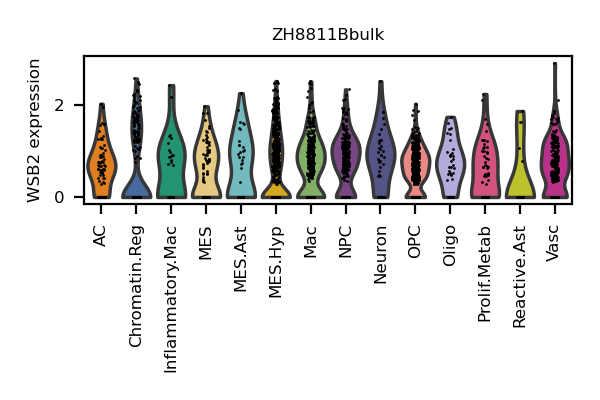 ZH8811Bbulk
WSB2 expression
2
0
AC
Chromatin.Reg
Inflammatory.Mac
MES
MES.Ast
MES.Hyp
Mac
NPC
Neuron
OPC
Oligo
Prolif.Metab
Reactive.Ast
Vasc